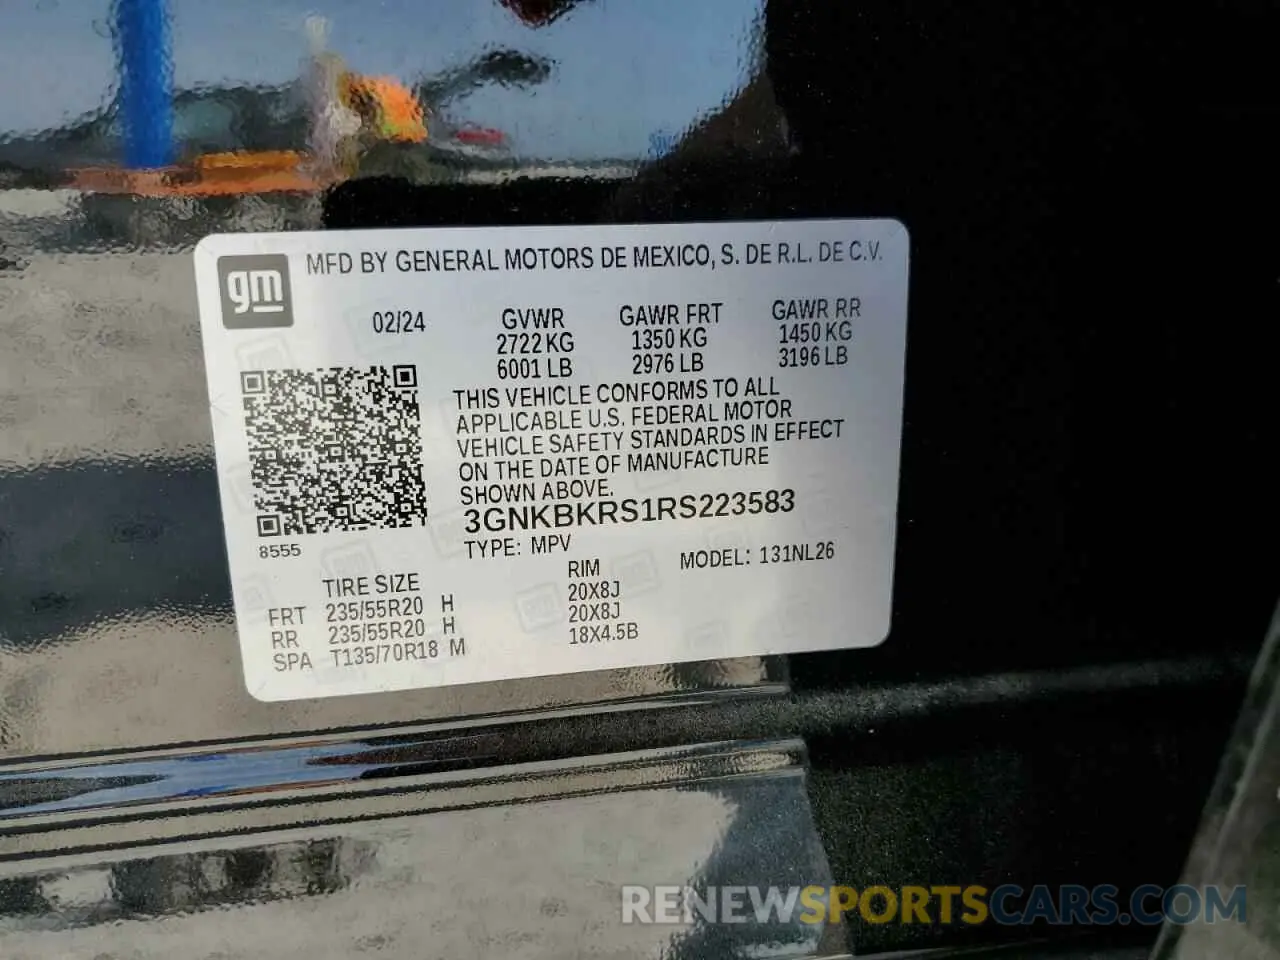 gm
MFD BY GENERAL MOTORS DE MEXICO, S. DE R.L. DE C.V.
02/24
GVWR
2722 KG
6001 LB
GAWR FRT
1350 KG
2976 LB
GAWR RR
1450 KG
3196 LB
THIS VEHICLE CONFORMS TO ALL
APPLICABLE U.S. FEDERAL MOTOR
VEHICLE SAFETY STANDARDS IN EFFECT
ON THE DATE OF MANUFACTURE
SHOWN ABOVE.
3GNKBKRS1RS223583
8555
TYPE: MPV
MODEL: 131NL26
TIRE SIZE RIM
FRT 235/55R20 H 20X8J
RR 235/55R20 H 20X8J
SPA T135/70R18 M 18X4.5B
RENEWSPORTSCARS.COM